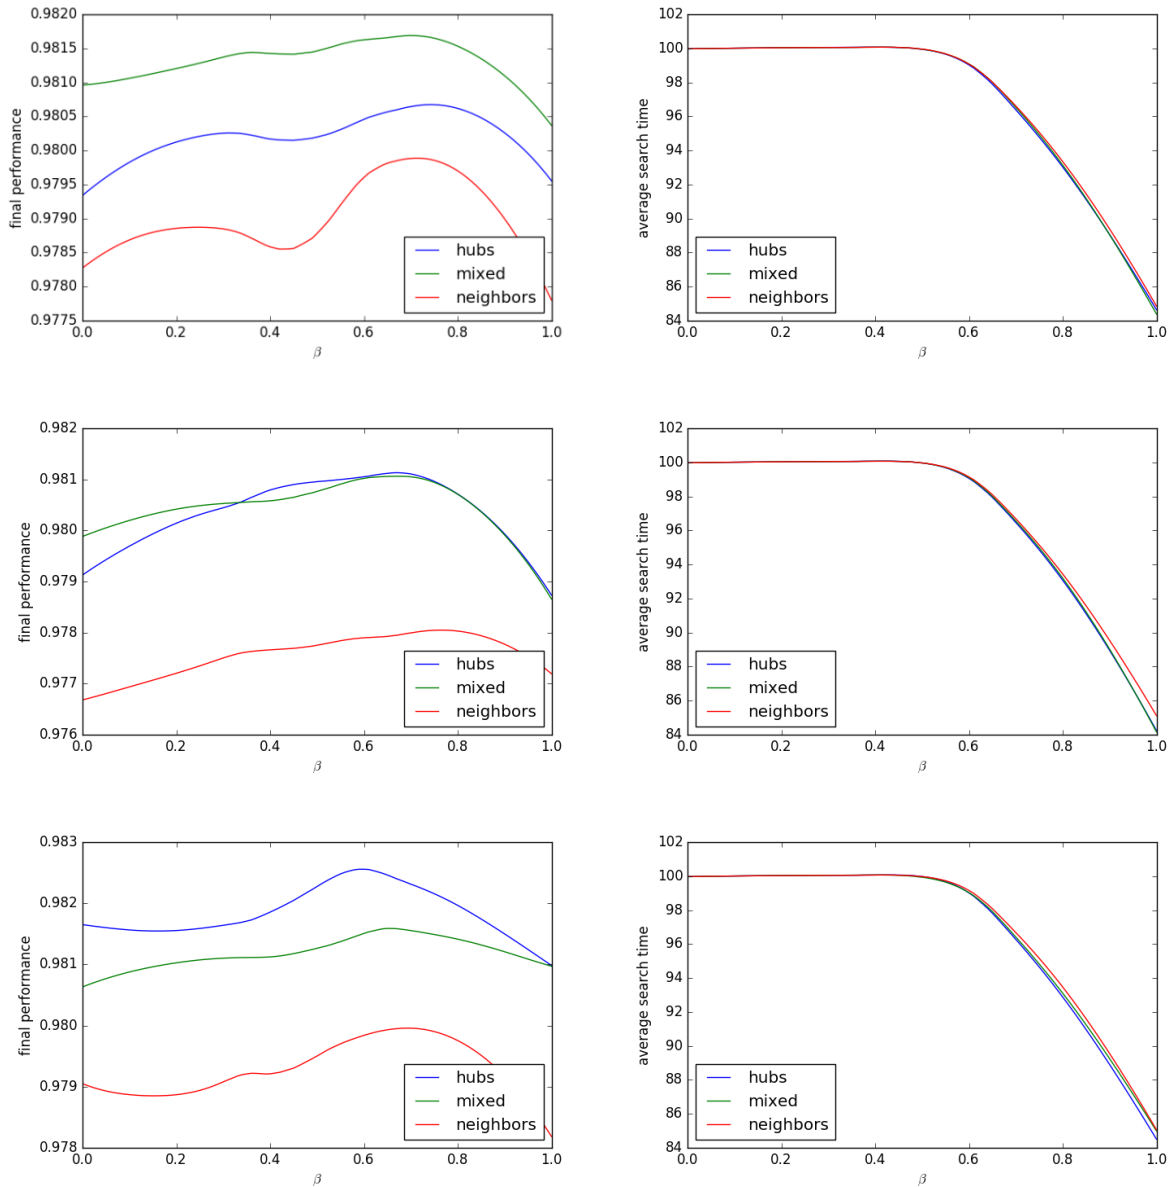 0.9820
0.9815
0.9810
0.9805
0.9800
0.9795
0.9790
0.9785
0.9780
0.9775
final performance
0.0 0.2 0.4 0.6 0.8 1.0
β
hubs
mixed
neighbors
102
100
98
96
94
92
90
88
86
84
average search time
0.0 0.2 0.4 0.6 0.8 1.0
β
hubs
mixed
neighbors
0.982
0.981
0.980
0.979
0.978
0.977
0.976
final performance
0.0 0.2 0.4 0.6 0.8 1.0
β
hubs
mixed
neighbors
102
100
98
96
94
92
90
88
86
84
average search time
0.0 0.2 0.4 0.6 0.8 1.0
β
hubs
mixed
neighbors
0.983
0.982
0.981
0.980
0.979
0.978
final performance
0.0 0.2 0.4 0.6 0.8 1.0
β
hubs
mixed
neighbors
102
100
98
96
94
92
90
88
86
84
average search time
0.0 0.2 0.4 0.6 0.8 1.0
β
hubs
mixed
neighbors